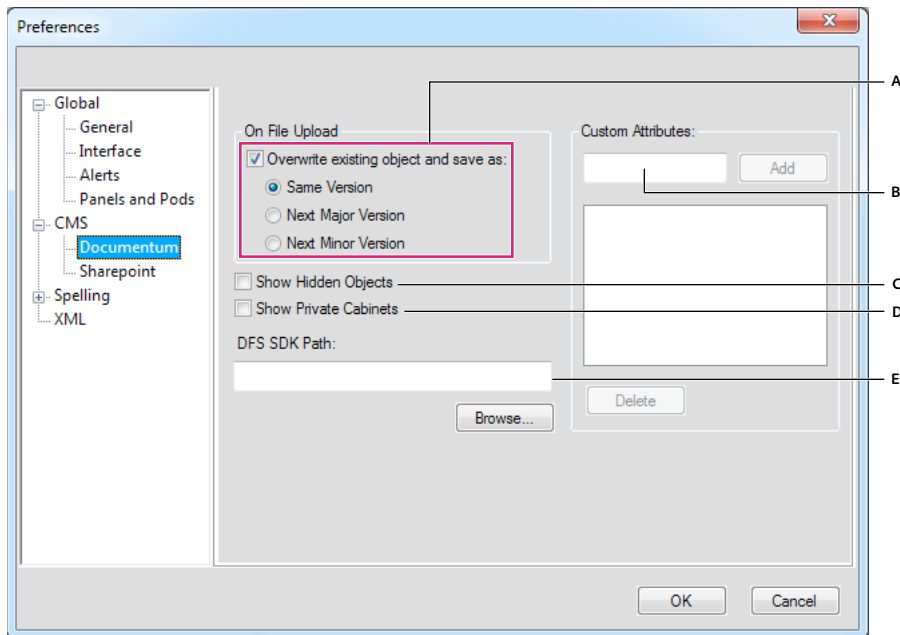 Preferences
x
A
Global
General
Interface
Alerts
Panels and Pods
CMS
Documentum
Sharepoint
Spelling
XML
On File Upload
Overwrite existing object and save as:
Same Version
Next Major Version
Next Minor Version
Show Hidden Objects
Show Private Cabinets
DFS SDK Path:
Browse...
Custom Attributes:
Add
B
C
D
E
Delete
OK
Cancel